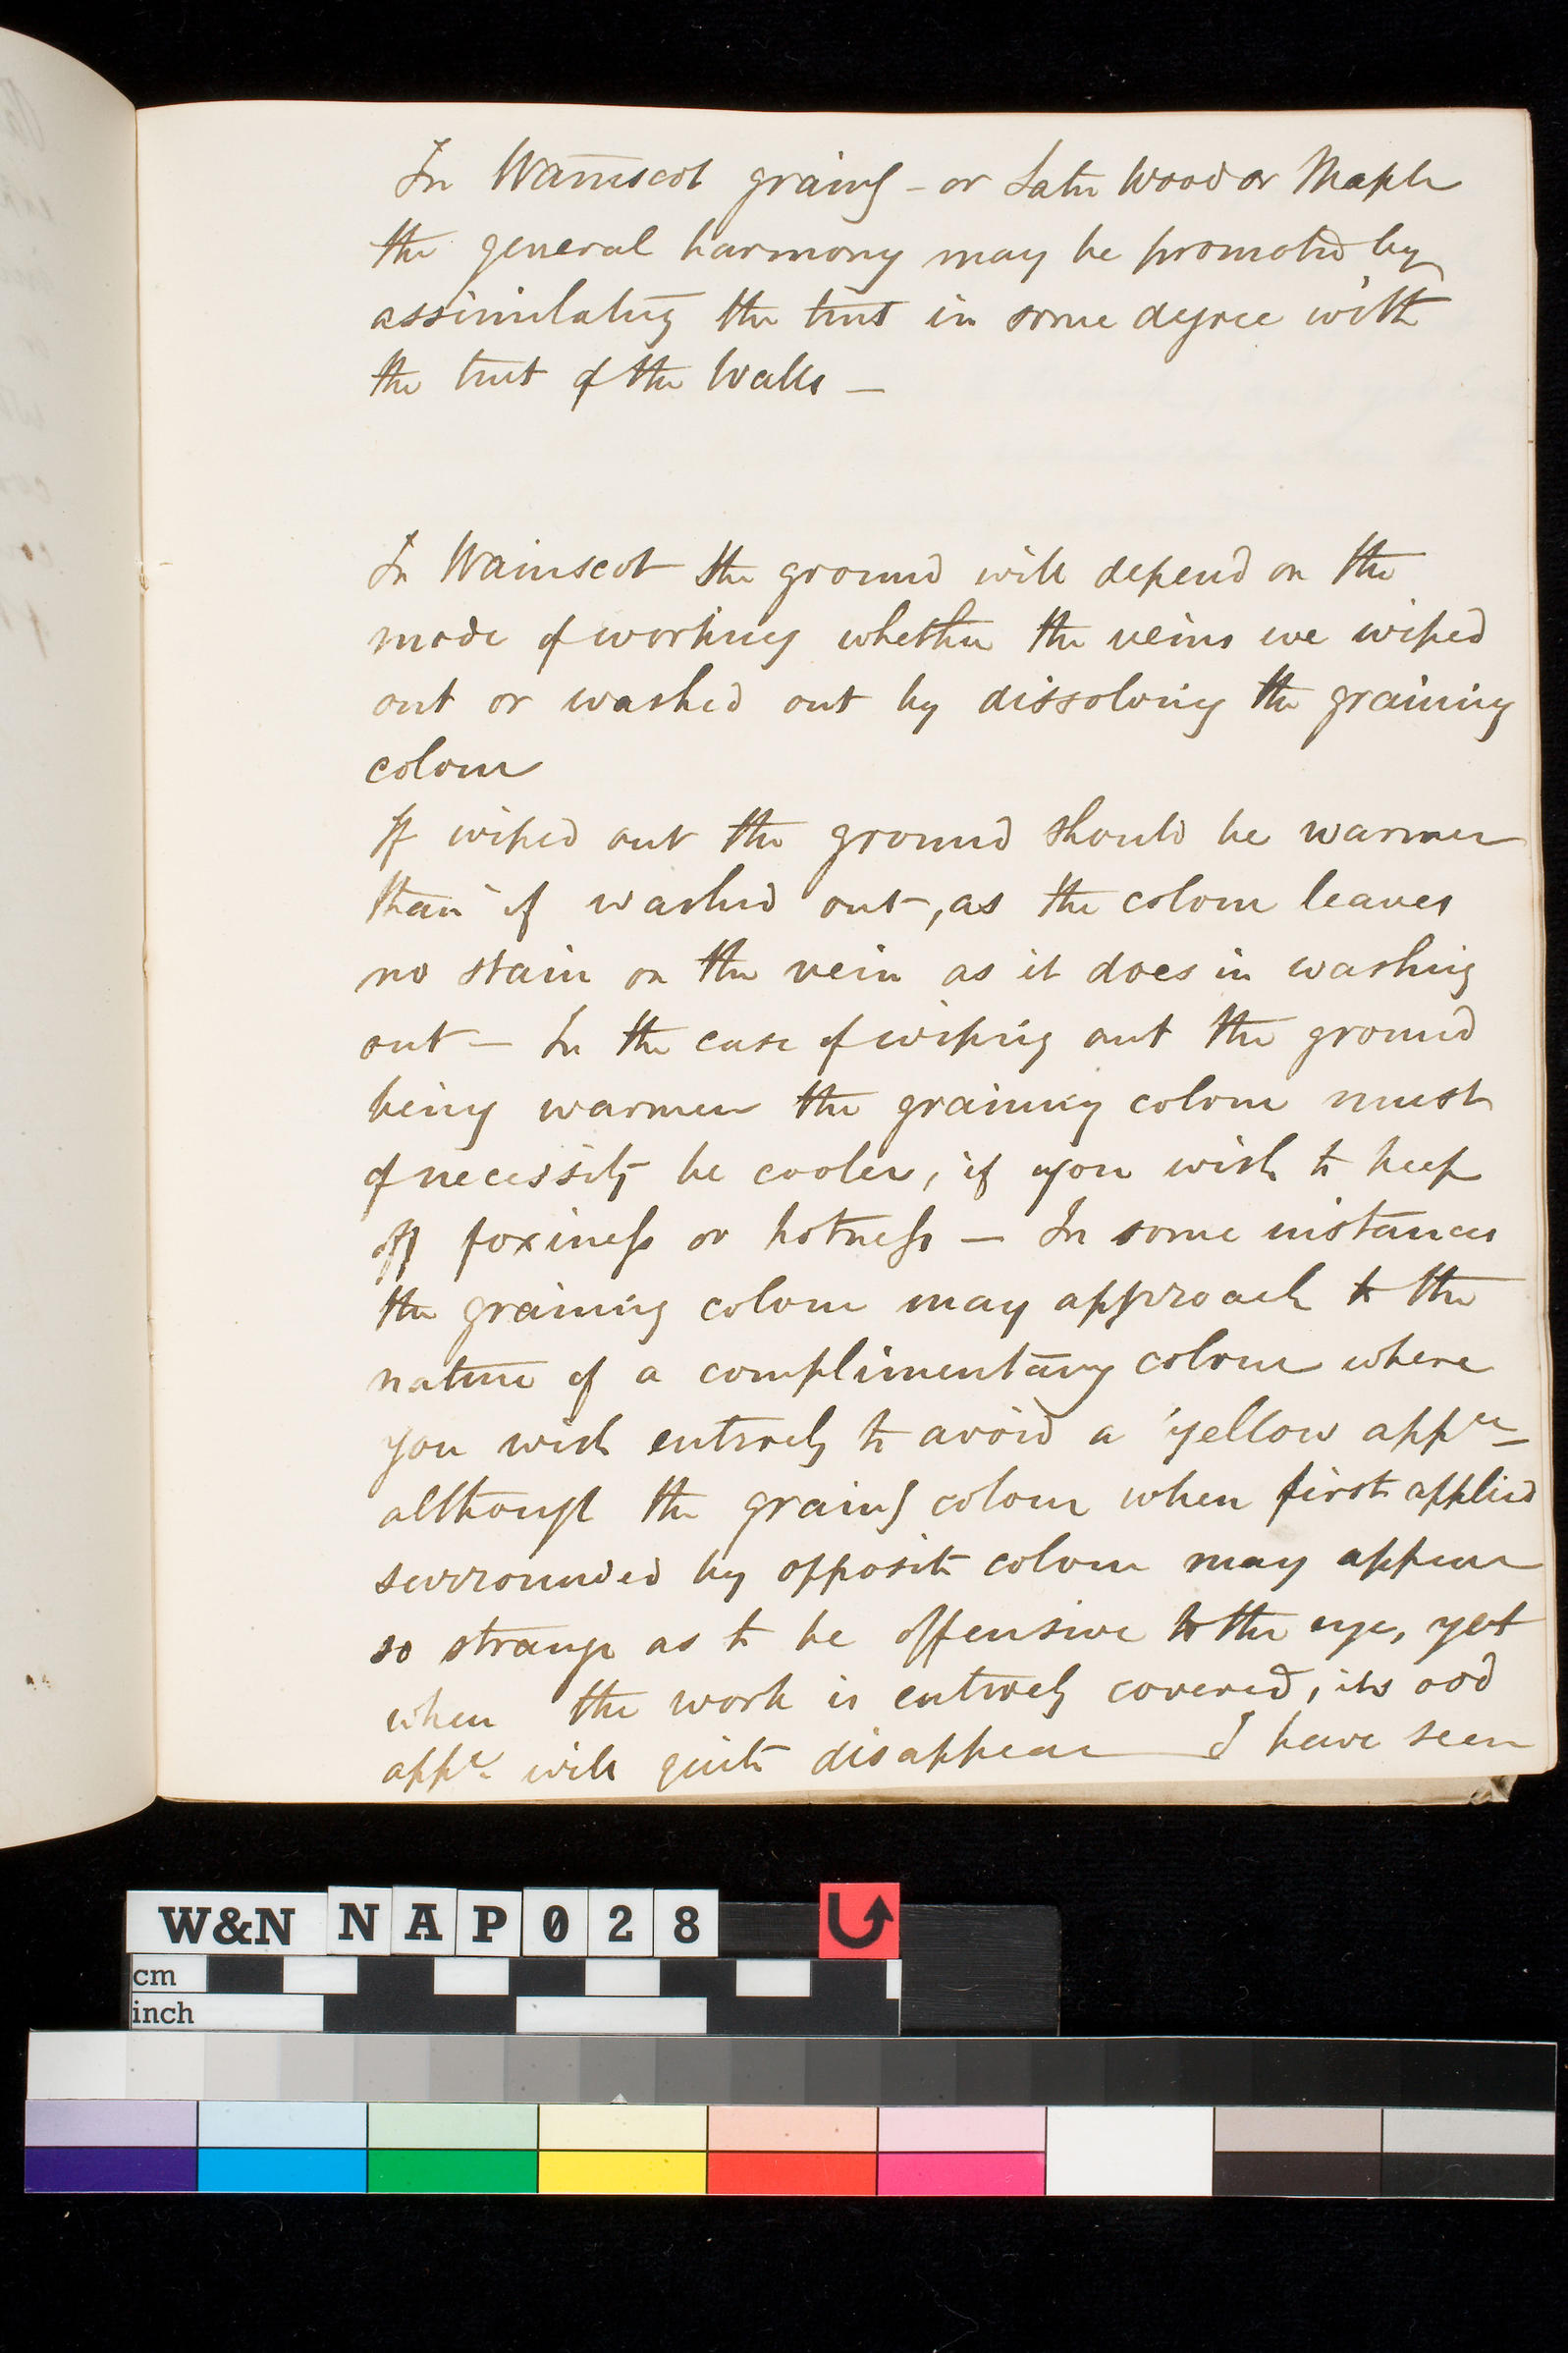 In Wainscot graing - or Satin Wood or Maple
the general harmony may be promoted by
assimilating the tint in some degree with
the tint of the Walls —
In Wainscot the ground will depend on the
mode of working whether the veins are wiped
out or washed out by dissolving the graining
colour
If wiped out the ground should be warmer
than if washed out, as the colour leaves
no stain on the vein as it does in washing
out — In the case of wiping out the ground
being warmer the graining colour must
of necessity be cooler, if you wish to keep
off foxiness or hotness — In some instances
the graining colour may approach to the
nature of a complimentary colour where
you wish entirely to avoid a yellow appce —
although the graing colour when first applied
surrounded by opposite colour may appear
so strange as to be offensive to the eye, yet
when the work is entirely covered, its odd
appce will quite disappear — I have seen
W&N NAP028
cm
inch